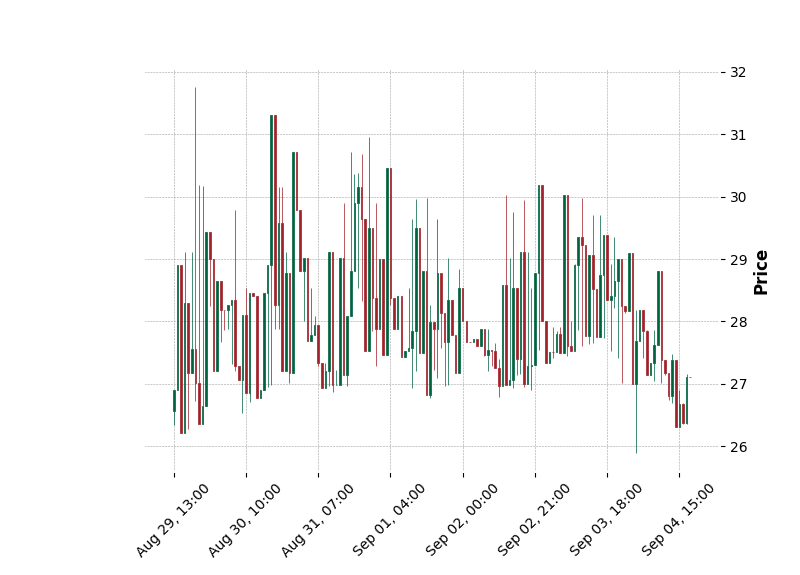 32
31
30
29
28
27
26
Price
Aug 29, 13:00
Aug 30, 10:00
Aug 31, 07:00
Sep 01, 04:00
Sep 02, 00:00
Sep 02, 21:00
Sep 03, 18:00
Sep 04, 15:00